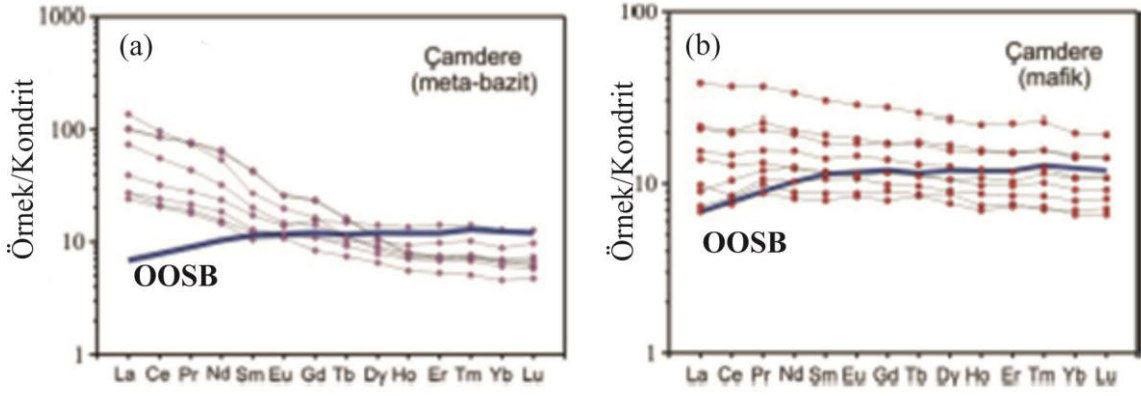 (a)
Çamdere
(meta-bazit)
Örnek/Kondrit
1000
100
10
1
OOSB
La Ce Pr Nd Sm Eu Gd Tb Dy Ho Er Tm Yb Lu
(b)
Çamdere
(mafik)
Örnek/Kondrit
100
10
1
OOSB
La Ce Pr Nd Sm Eu Gd Tb Dy Ho Er Tm Yb Lu